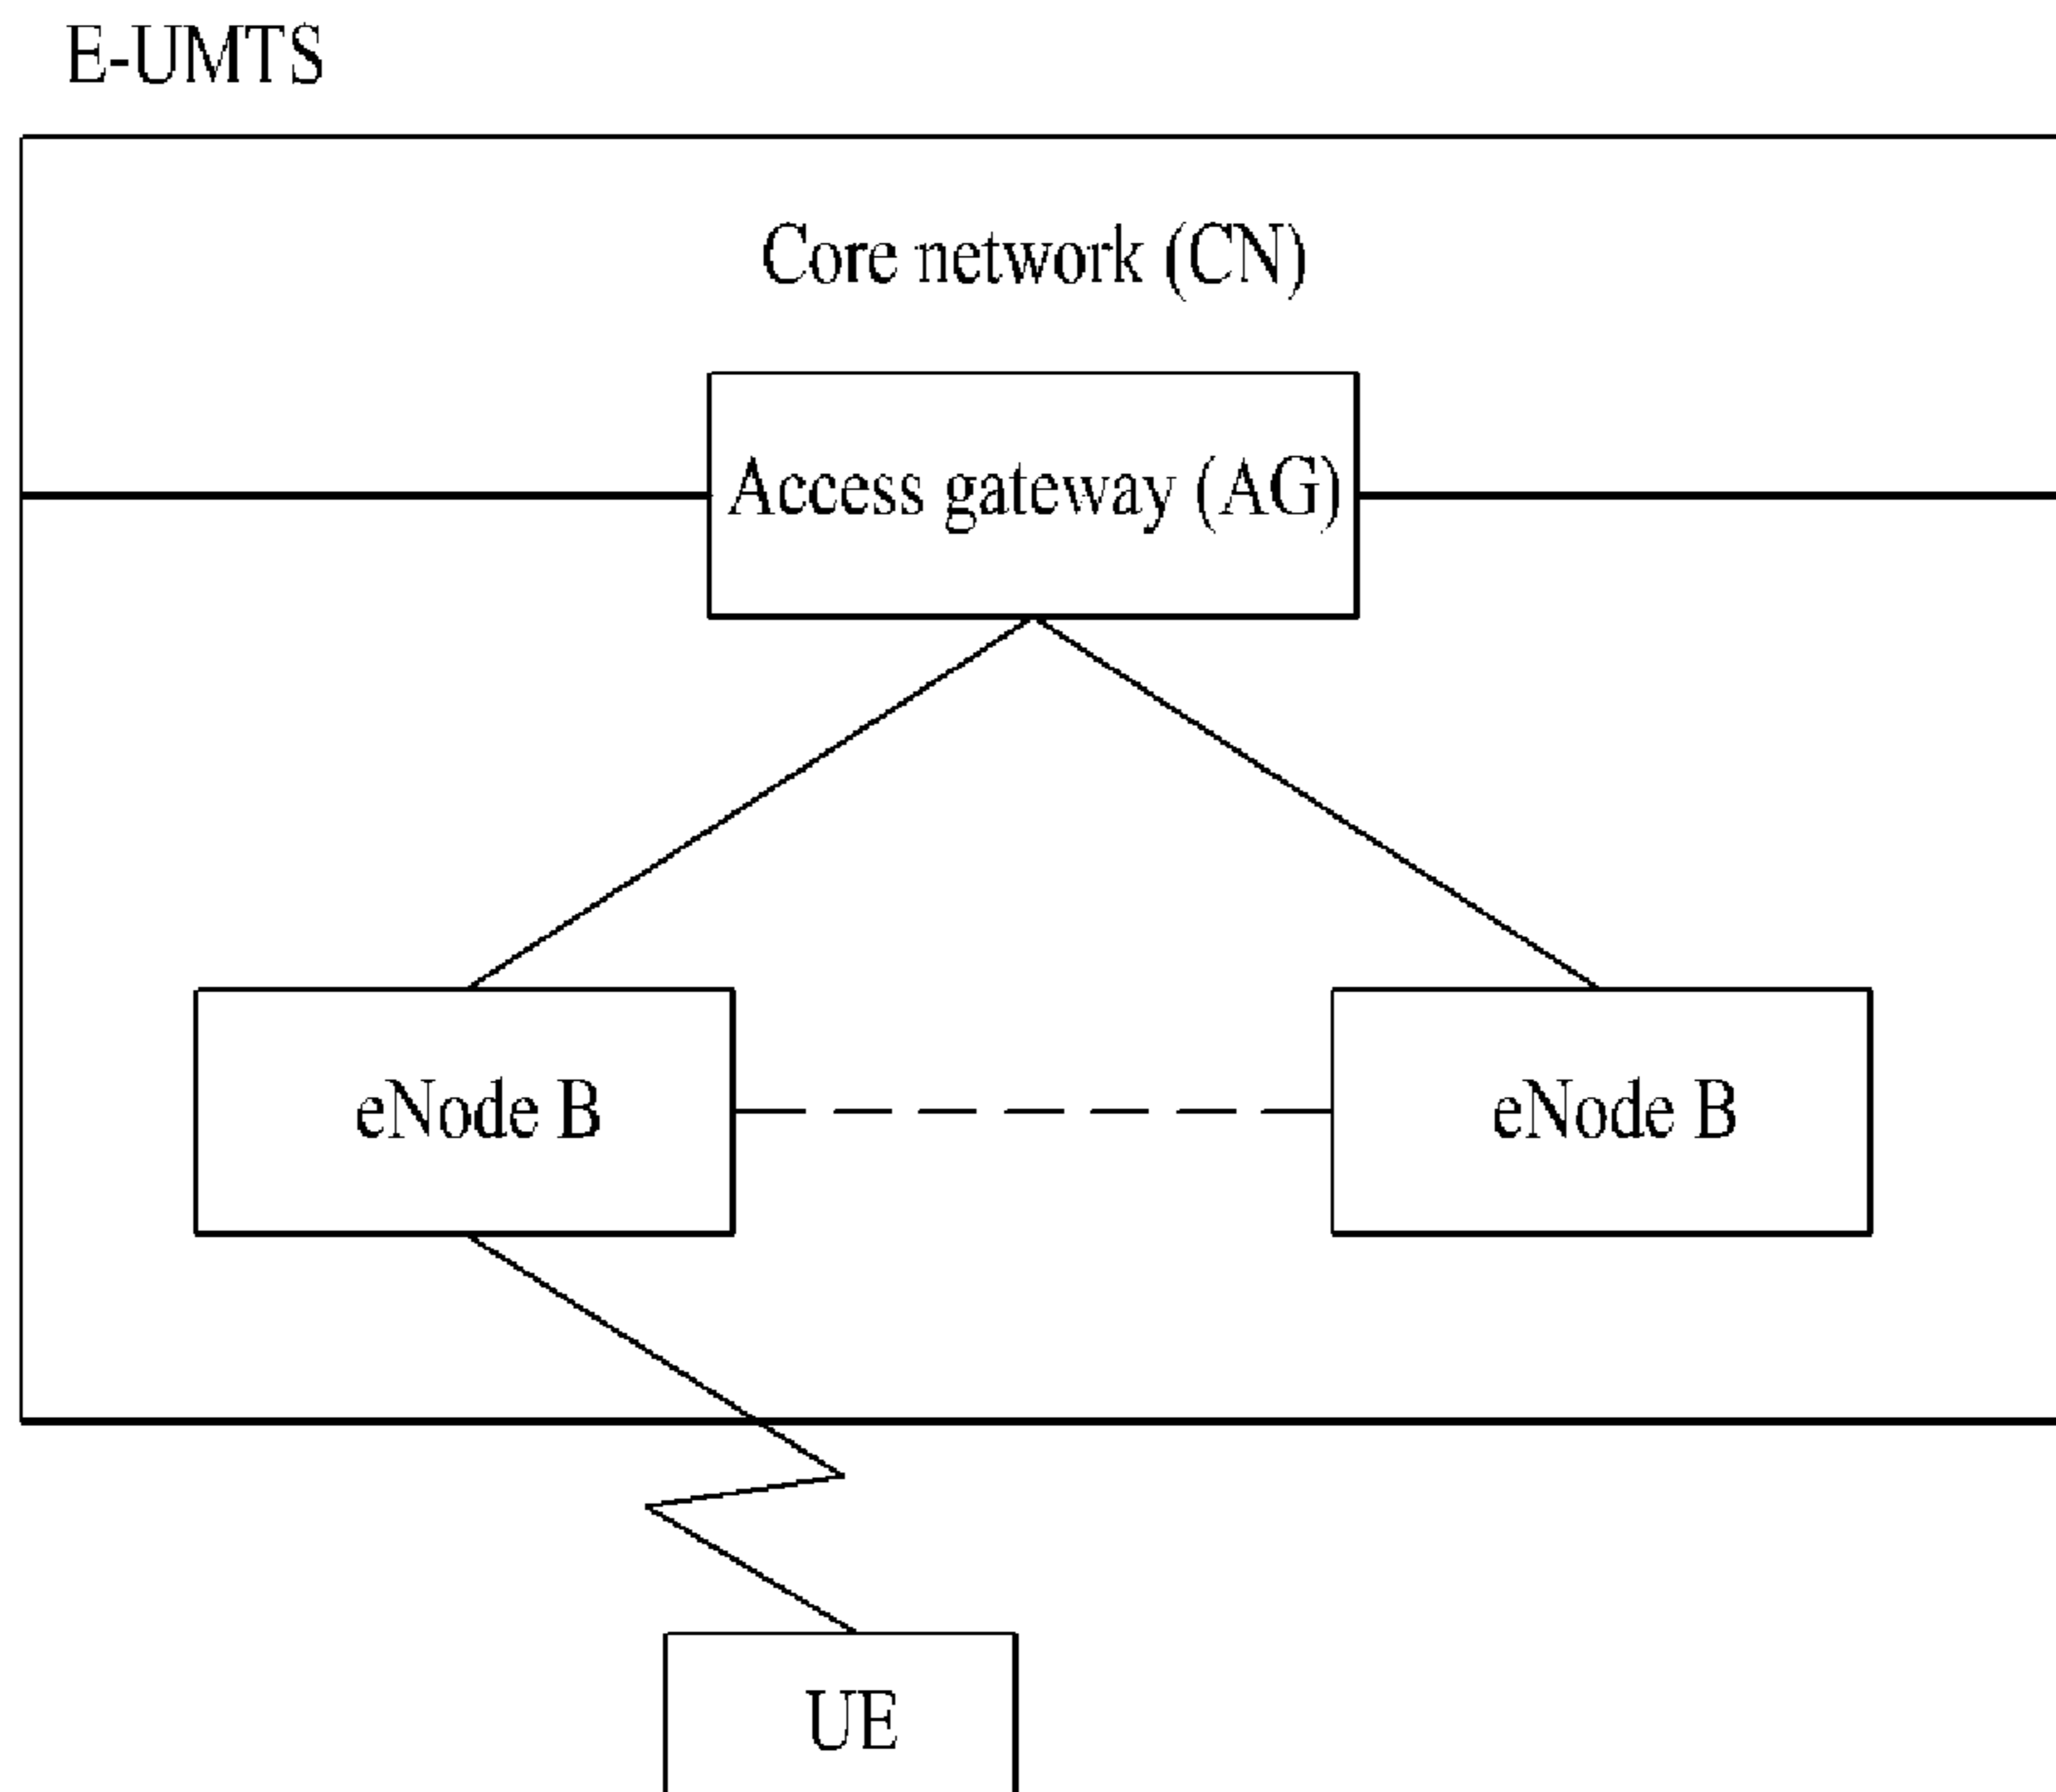 E-UMTS
Core network (CN)
Access gateway (AG)
eNode B
eNode B
UE